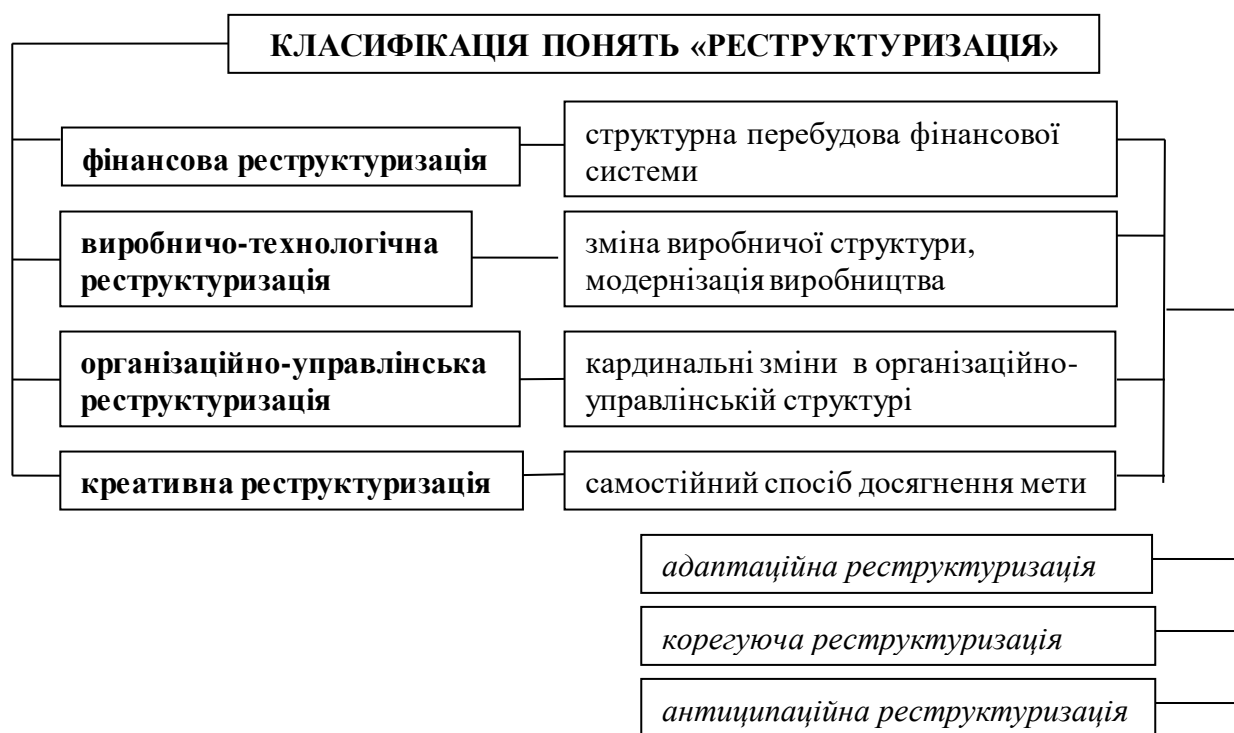 КЛАСИФІКАЦІЯ ПОНЯТЬ «РЕСТРУКТУРИЗАЦІЯ»
фінансова реструктуризація
структурна перебудова фінансової
системи
виробничо-технологічна
реструктуризація
зміна виробничої структури,
модернізація виробництва
організаційно-управлінська
реструктуризація
кардинальні зміни в організаційно-
управлінській структурі
креативна реструктуризація
самостійний спосіб досягнення мети
адаптаційна реструктуризація
корегуюча реструктуризація
антиципаційна реструктуризація